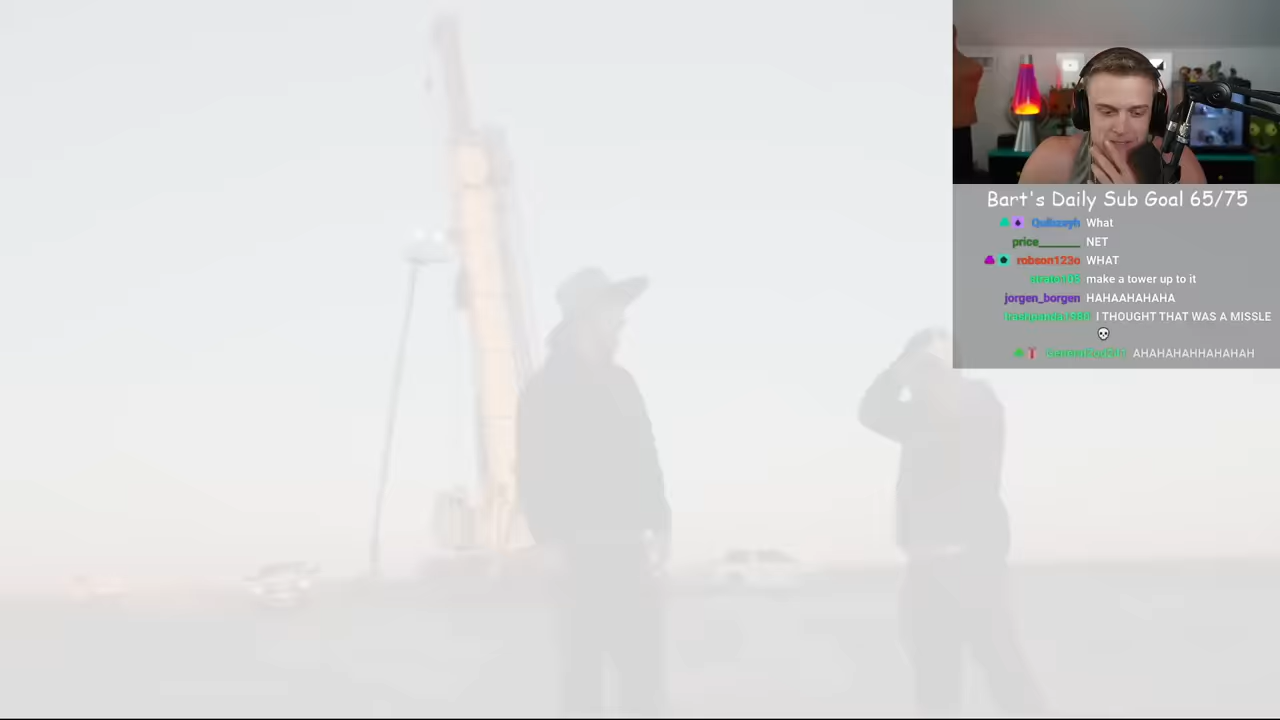 Bart's Daily Sub Goal 65/75
What
price_______ NET
robson123o WHAT
make a tower up to it
jorgen_borgen HAHAAHAHAHA
I THOUGHT THAT WAS A MISSLE
AHAHAHAHHAHAHAH